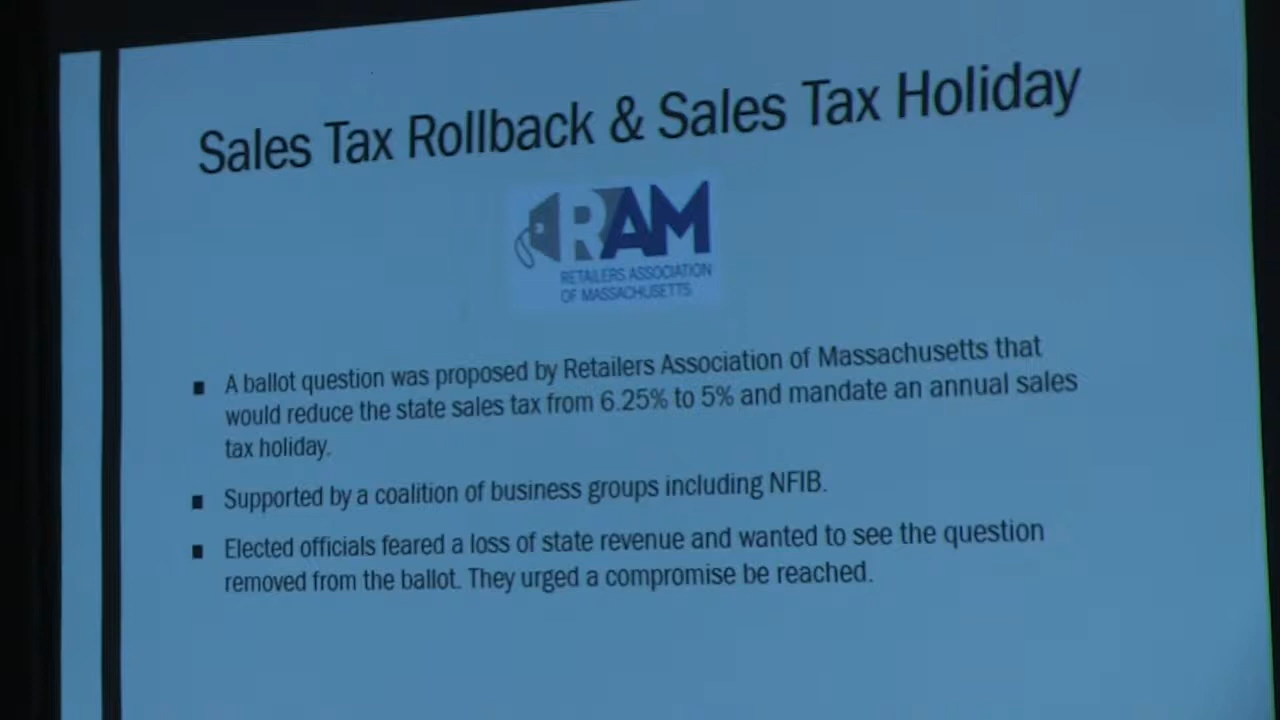 Sales Tax Rollback & Sales Tax Holiday
RAM
RETAILERS ASSOCIATION
OF MASSACHUSETTS
▪ A ballot question was proposed by Retailers Association of Massachusetts that
would reduce the state sales tax from 6.25% to 5% and mandate an annual sales
tax holiday.
▪ Supported by a coalition of business groups including NFIB.
▪ Elected officials feared a loss of state revenue and wanted to see the question
removed from the ballot. They urged a compromise be reached.